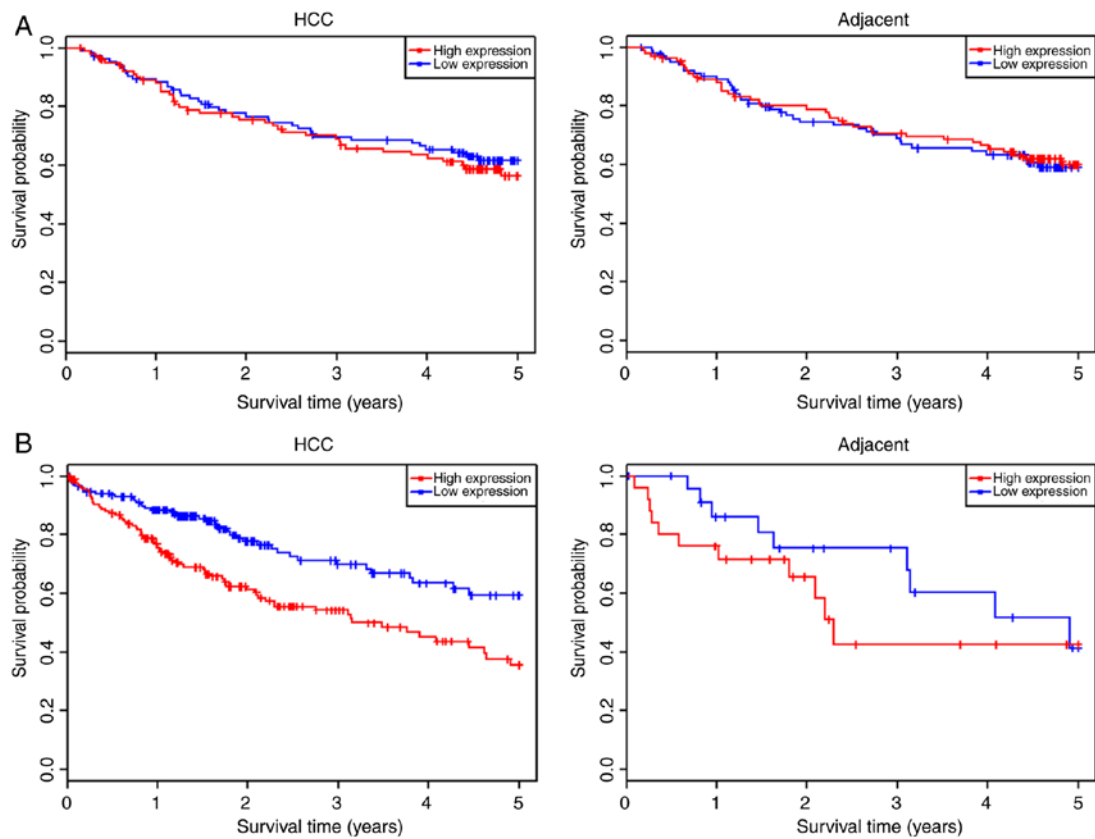 A
HCC
Adjacent
High expression
Low expression
High expression
Low expression
Survival probability
1.0
0.8
0.6
0.4
0.2
0.0
Survival probability
1.0
0.8
0.6
0.4
0.2
0.0
0 1 2 3 4 5
0 1 2 3 4 5
Survival time (years)
Survival time (years)
B
HCC
Adjacent
High expression
Low expression
High expression
Low expression
Survival probability
1.0
0.8
0.6
0.4
0.2
0.0
Survival probability
1.0
0.8
0.6
0.4
0.2
0.0
0 1 2 3 4 5
0 1 2 3 4 5
Survival time (years)
Survival time (years)